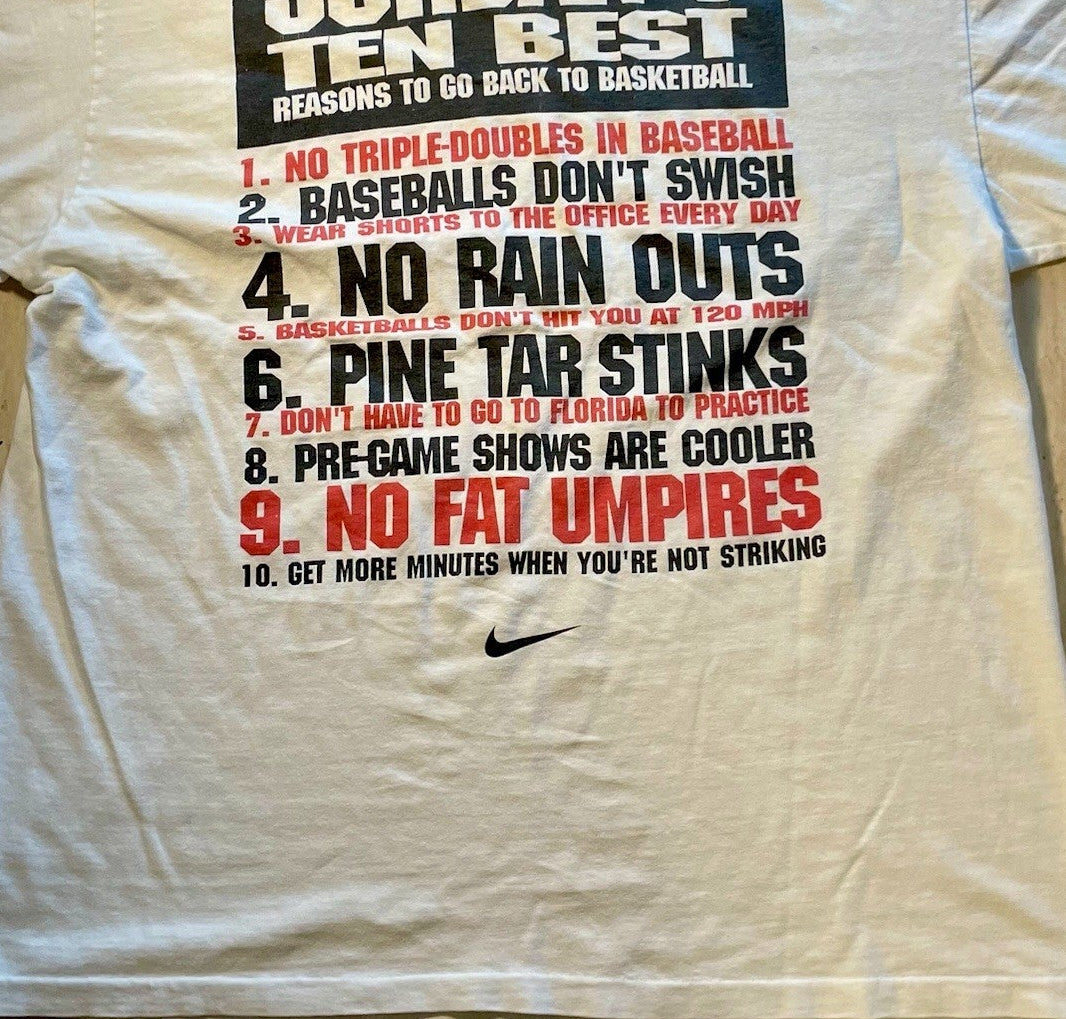 JORDAN'S
TEN BEST
REASONS TO GO BACK TO BASKETBALL
1. NO TRIPLE-DOUBLES IN BASEBALL
2. BASEBALLS DON'T SWISH
3. WEAR SHORTS TO THE OFFICE EVERY DAY
4. NO RAIN OUTS
5. BASKETBALLS DON'T HIT YOU AT 120 MPH
6. PINE TAR STINKS
7. DON'T HAVE TO GO TO FLORIDA TO PRACTICE
8. PRE-GAME SHOWS ARE COOLER
9. NO FAT UMPIRES
10. GET MORE MINUTES WHEN YOU'RE NOT STRIKING